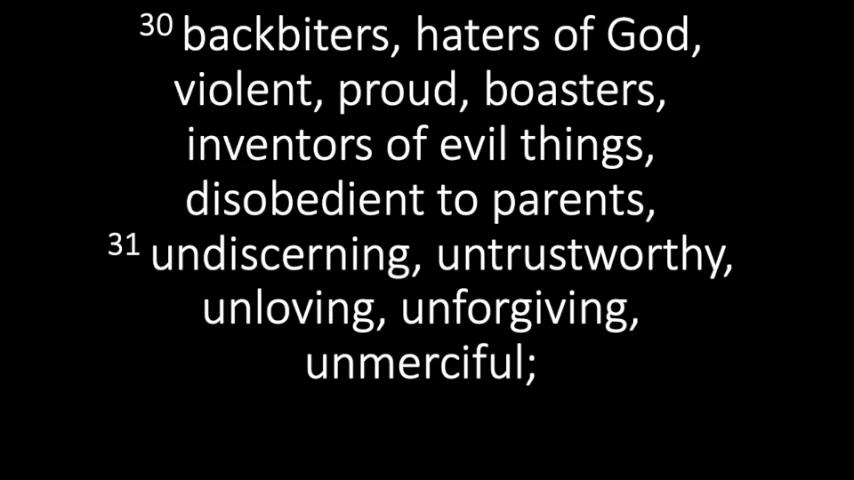 30 backbiters, haters of God,
violent, proud, boasters,
inventors of evil things,
disobedient to parents,
31 undiscerning, untrustworthy,
unloving, unforgiving,
unmerciful;